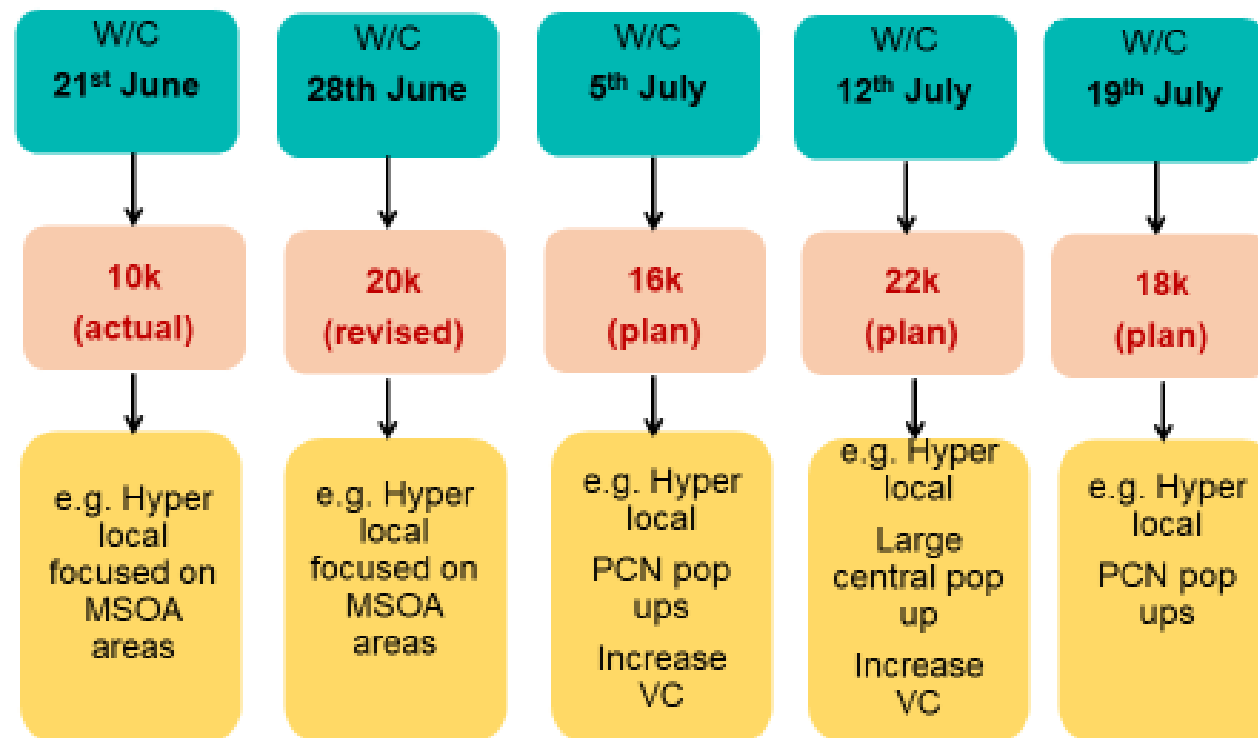 W/C
21st June
W/C
28th June
W/C
5th July
W/C
12th July
W/C
19th July
10k
(actual)
20k
(revised)
16k
(plan)
22k
(plan)
18k
(plan)
e.g. Hyper
local
focused on
MSOA
areas
e.g. Hyper
local
focused on
MSOA
areas
e.g. Hyper
local
PCN pop
ups
Increase
VC
e.g. Hyper
local
Large
central pop
up
Increase
VC
e.g. Hyper
local
PCN pop
ups